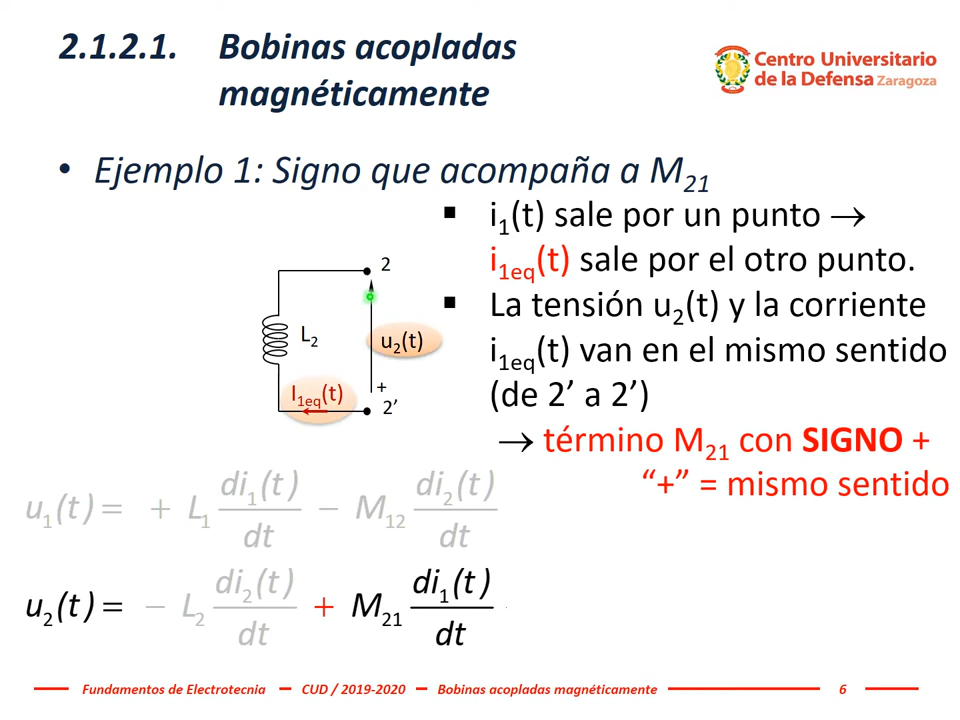 2.1.2.1. Bobinas acopladas
magnéticamente
Centro Universitario
de la Defensa Zaragoza
• Ejemplo 1: Signo que acompaña a M21
▪ i1(t) sale por un punto →
i1eq(t) sale por el otro punto.
▪ La tensión u2(t) y la corriente
i1eq(t) van en el mismo sentido
(de 2’ a 2’)
→ término M21 con SIGNO +
“+” = mismo sentido
2
L2
u2(t)
I1eq(t)
+
2’
u1(t) = + L1 di1(t)/dt − M12 di2(t)/dt
u2(t) = − L2 di2(t)/dt + M21 di1(t)/dt
Fundamentos de Electrotecnia — CUD / 2019-2020 — Bobinas acopladas magnéticamente 6